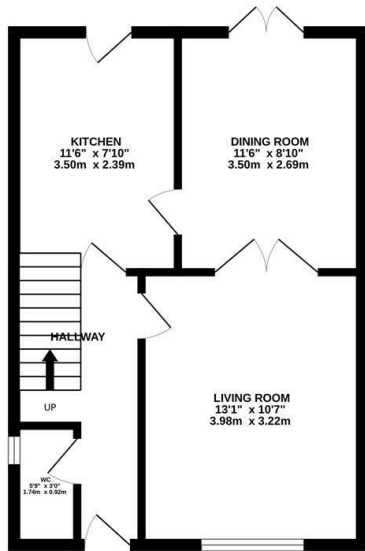 KITCHEN
11'6" x 7'10"
3.50m x 2.39m
DINING ROOM
11'6" x 8'10"
3.50m x 2.69m
HALLWAY
UP
LIVING ROOM
13'1" x 10'7"
3.98m x 3.22m
WC
5'9" x 3'0"
1.74m x 0.92m